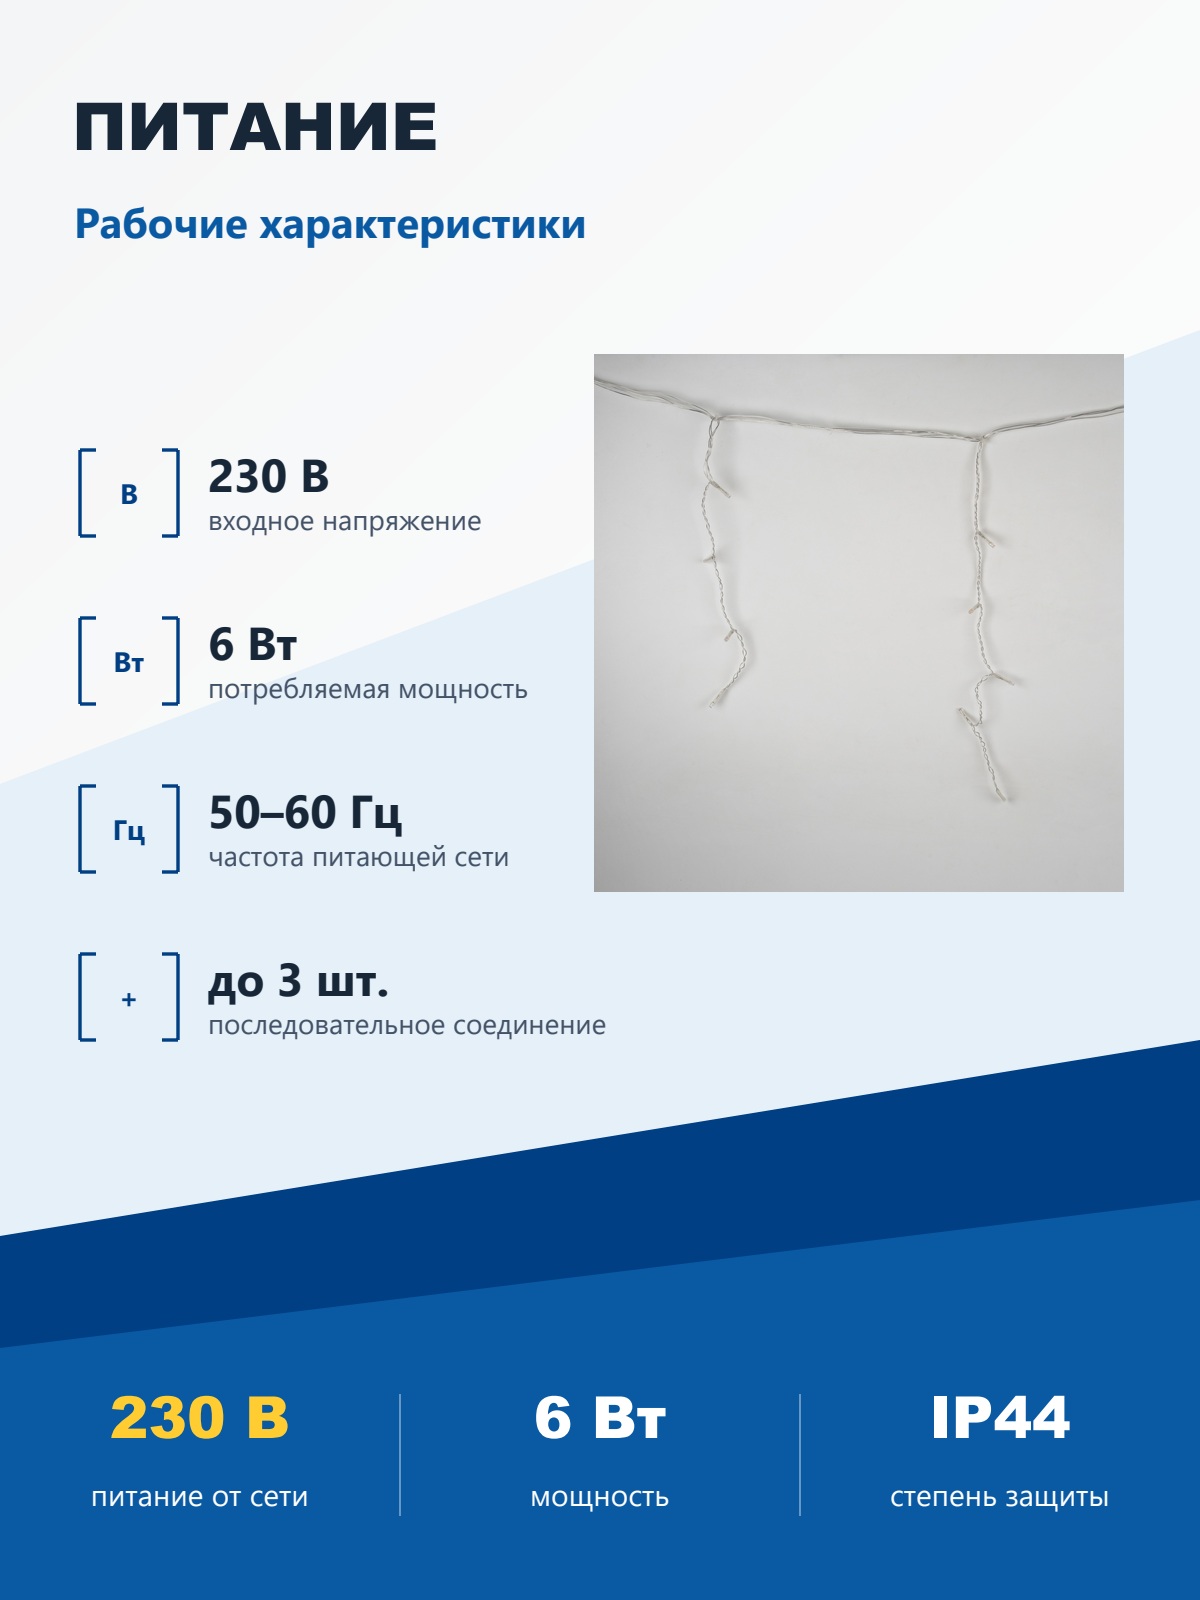 ПИТАНИЕ
Рабочие характеристики
В
230 В
входное напряжение
Вт
6 Вт
потребляемая мощность
Гц
50–60 Гц
частота питающей сети
+
до 3 шт.
последовательное соединение
230 В
питание от сети
6 Вт
мощность
IP44
степень защиты